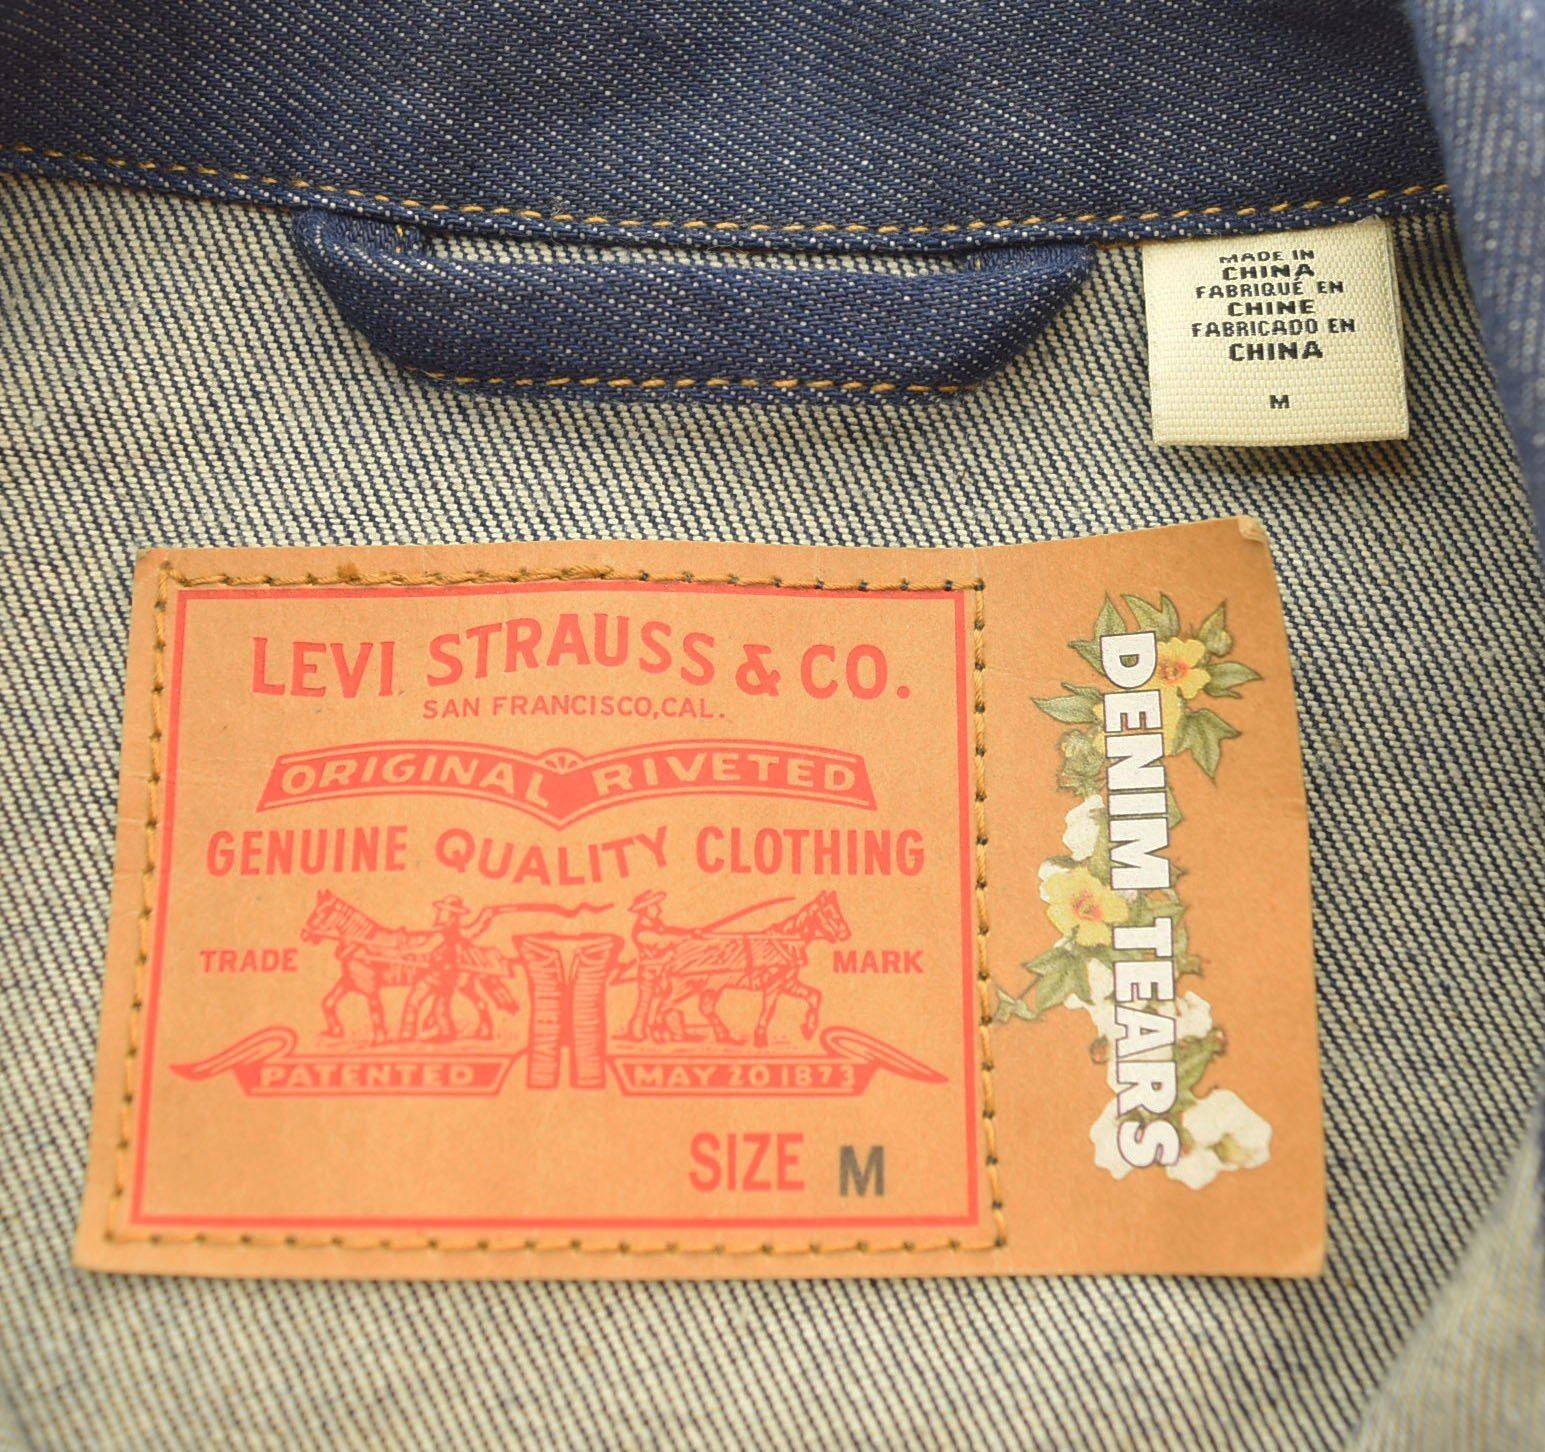 MADE IN
CHINA
FABRIQUÉ EN
CHINE
FABRICADO EN
CHINA
M
LEVI STRAUSS & CO.
SAN FRANCISCO, CAL.
ORIGINAL RIVETED
GENUINE QUALITY CLOTHING
TRADE MARK
PATENTED MAY 20 1873
SIZE M
DENIM TEARS